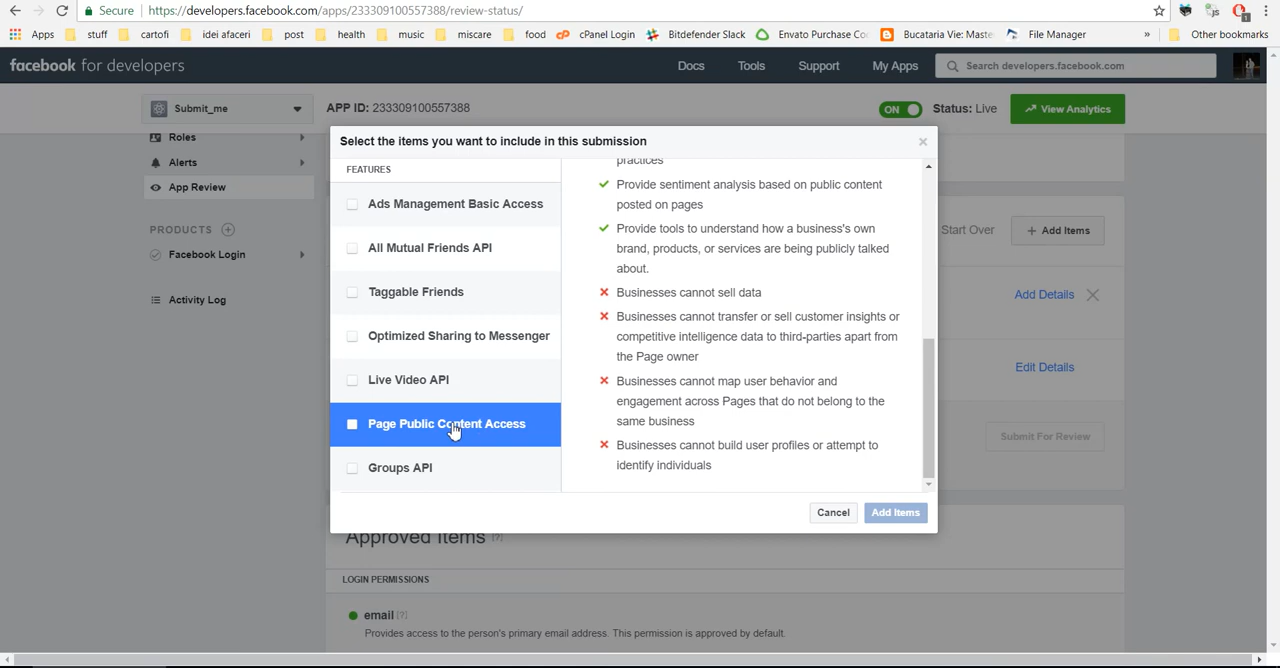 Secure
https://developers.facebook.com/apps/233309100557388/review-status/
Apps stuff cartofi idei afaceri post health music mrcare food cPanel Login Bitdefender Slack Envato Purchase Co Bucataria Vie: Maste File Manager » Other bookmarks
facebook for developers Docs Tools Support My Apps Search developers.facebook.com
Submit_me APP ID: 233309100557388 ON Status: Live View Analytics
Roles
Alerts
App Review
PRODUCTS
Facebook Login
Activity Log
Select the items you want to include in this submission ×
FEATURES
Ads Management Basic Access
All Mutual Friends API
Taggable Friends
Optimized Sharing to Messenger
Live Video API
Page Public Content Access
Groups API
practices
Provide sentiment analysis based on public content
posted on pages
Provide tools to understand how a business's own
brand, products, or services are being publicly talked
about.
Businesses cannot sell data
Businesses cannot transfer or sell customer insights or
competitive intelligence data to third-parties apart from
the Page owner
Businesses cannot map user behavior and
engagement across Pages that do not belong to the
same business
Businesses cannot build user profiles or attempt to
identify individuals
Cancel Add Items
Start Over + Add Items
Add Details
Edit Details
Submit For Review
Approved Items [?]
LOGIN PERMISSIONS
email [?]
Provides access to the person's primary email address. This permission is approved by default.